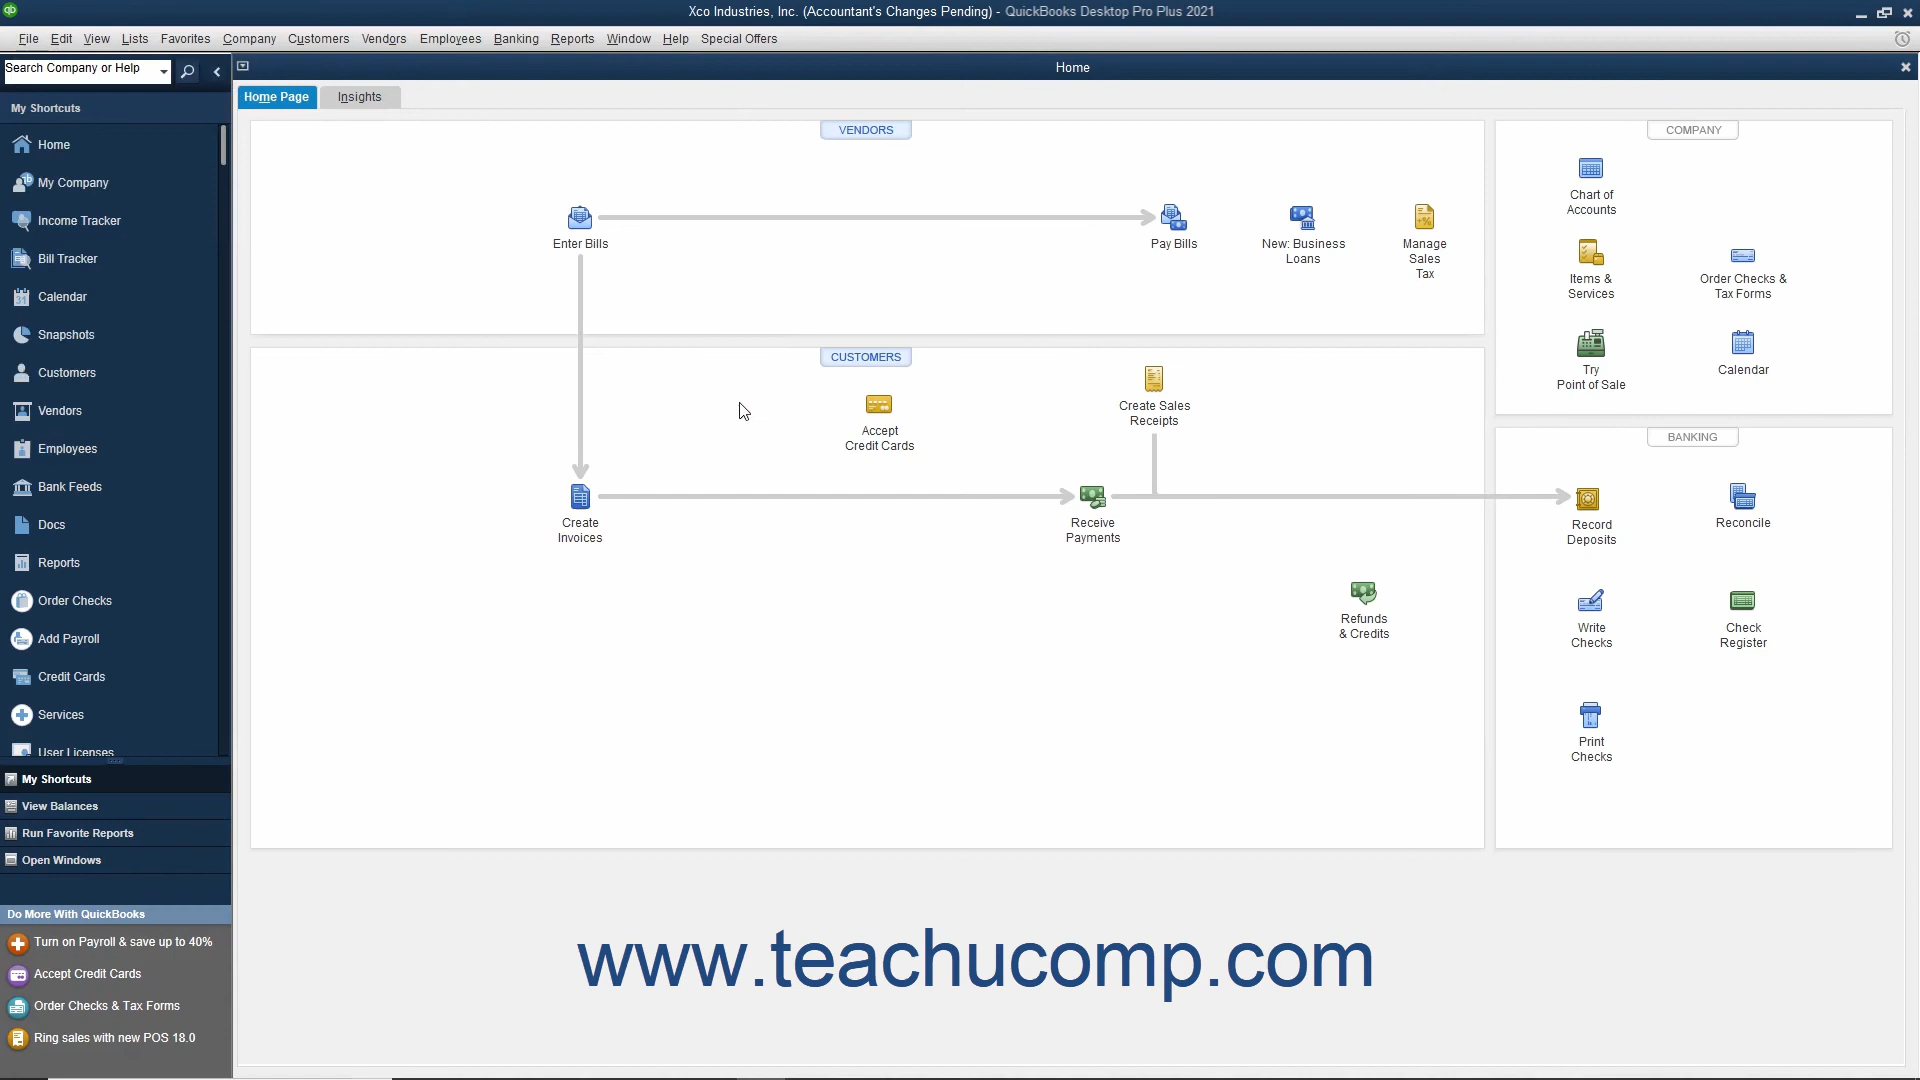 Xco Industries, Inc. (Accountant's Changes Pending) - QuickBooks Desktop Pro Plus 2021
File Edit View Lists Favorites Company Customers Vendors Employees Banking Reports Window Help Special Offers
Search Company or Help
Home
Home Page Insights
My Shortcuts
Home
My Company
Income Tracker
Bill Tracker
Calendar
Snapshots
Customers
Vendors
Employees
Bank Feeds
Docs
Reports
Order Checks
Add Payroll
Credit Cards
Services
User Licenses
My Shortcuts
View Balances
Run Favorite Reports
Open Windows
Do More With QuickBooks
Turn on Payroll & save up to 40%
Accept Credit Cards
Order Checks & Tax Forms
Ring sales with new POS 18.0
VENDORS
Enter Bills
Pay Bills
New: Business
Loans
Manage
Sales
Tax
CUSTOMERS
Accept
Credit Cards
Create Sales
Receipts
Create
Invoices
Receive
Payments
Refunds
& Credits
COMPANY
Chart of
Accounts
Items &
Services
Order Checks &
Tax Forms
Try
Point of Sale
Calendar
BANKING
Record
Deposits
Reconcile
Write
Checks
Check
Register
Print
Checks
www.teachucomp.com